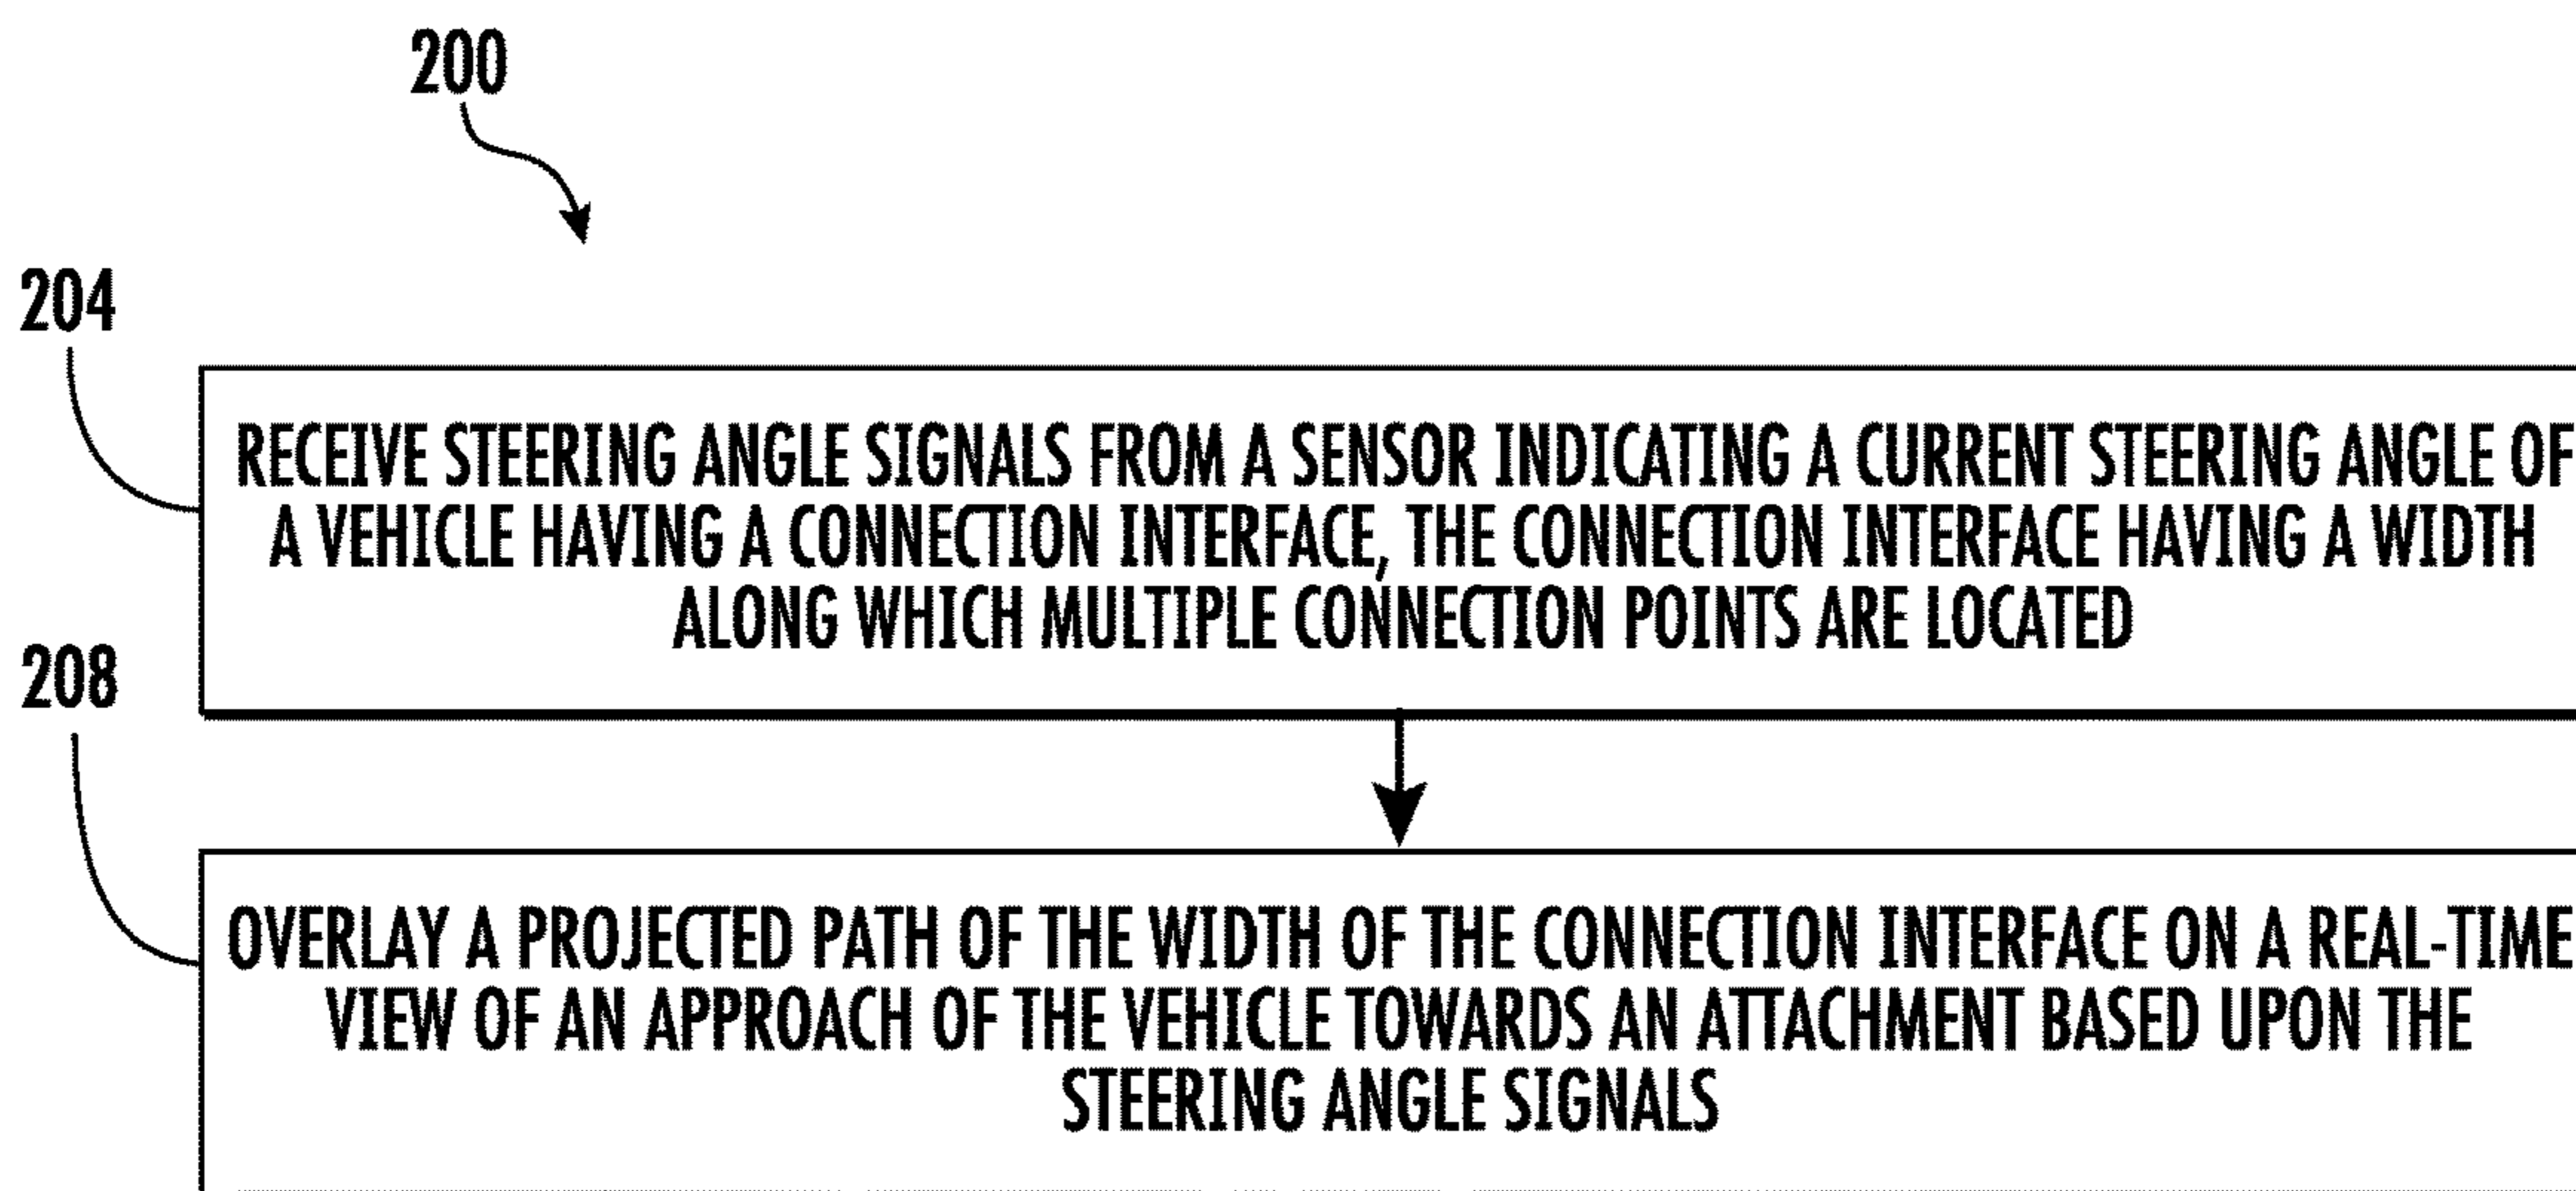 200
204
RECEIVE STEERING ANGLE SIGNALS FROM A SENSOR INDICATING A CURRENT STEERING ANGLE OF
A VEHICLE HAVING A CONNECTION INTERFACE, THE CONNECTION INTERFACE HAVING A WIDTH
ALONG WHICH MULTIPLE CONNECTION POINTS ARE LOCATED
208
OVERLAY A PROJECTED PATH OF THE WIDTH OF THE CONNECTION INTERFACE ON A REAL-TIME
VIEW OF AN APPROACH OF THE VEHICLE TOWARDS AN ATTACHMENT BASED UPON THE
STEERING ANGLE SIGNALS